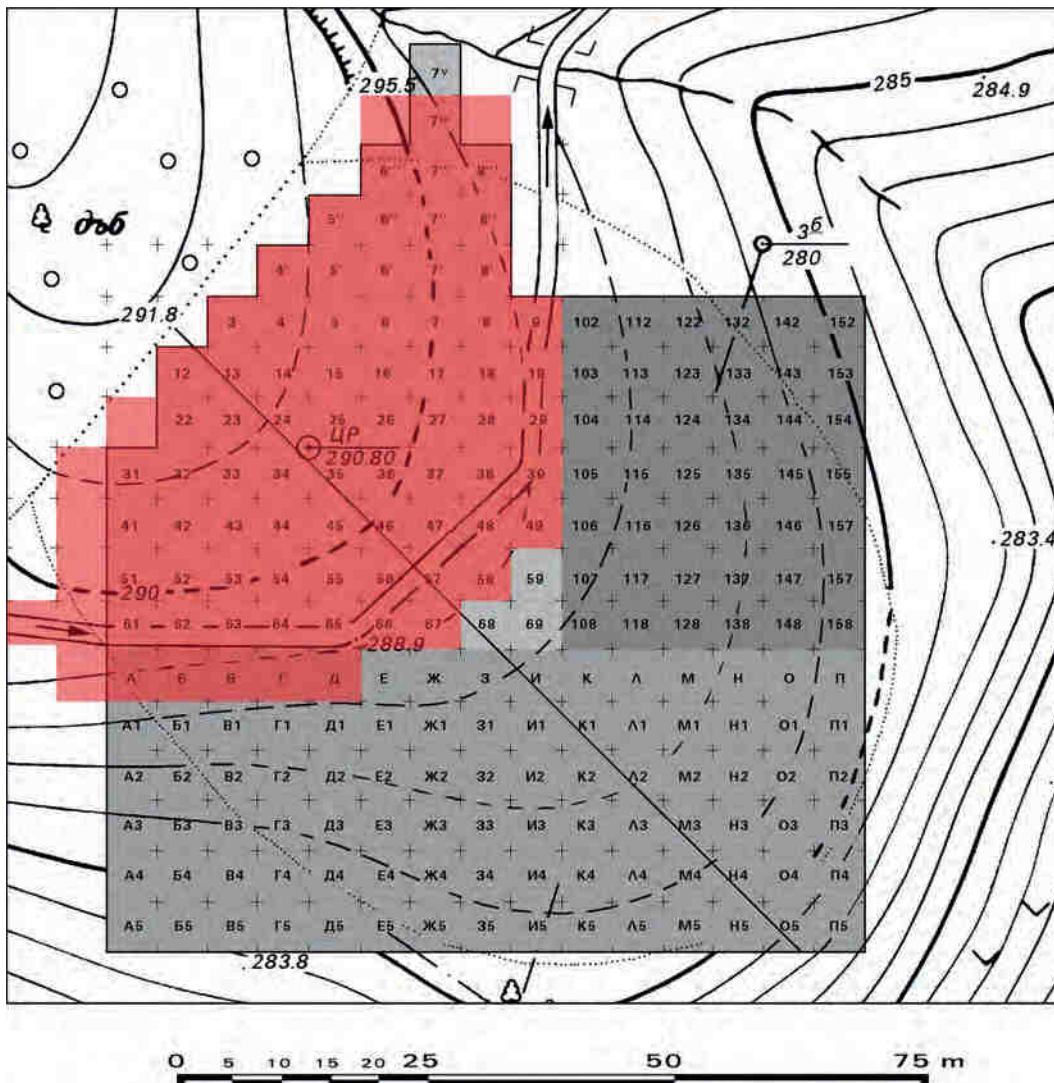 7ᵛ
285
295.5
284.9
7ᴵⱽ
6''' 7''' 8'''
дъб
3б
5'' 6'' 7'' 8''
280
4' 5' 6' 7' 8'
291.8
3 4 5 6 7 8 9 102 112 122 132 142 152
12 13 14 15 16 17 18 19 103 113 123 133 143 153
22 23 24 25 26 27 28 29 104 114 124 134 144 154
ЦР
290.80
31 32 33 34 35 36 37 38 39 105 115 125 135 145 155
41 42 43 44 45 46 47 48 49 106 116 126 136 146 157
283.4
51 52 53 54 55 56 57 58 59 107 117 127 137 147 157
290
61 62 63 64 65 66 67 68 69 108 118 128 138 148 158
288.9
А Б В Г Д Е Ж З И К Л М Н О П
А1 Б1 В1 Г1 Д1 Е1 Ж1 З1 И1 К1 Л1 М1 Н1 О1 П1
А2 Б2 В2 Г2 Д2 Е2 Ж2 З2 И2 К2 Л2 М2 Н2 О2 П2
А3 Б3 В3 Г3 Д3 Е3 Ж3 З3 И3 К3 Л3 М3 Н3 О3 П3
А4 Б4 В4 Г4 Д4 Е4 Ж4 З4 И4 К4 Л4 М4 Н4 О4 П4
А5 Б5 В5 Г5 Д5 Е5 Ж5 З5 И5 К5 Л5 М5 Н5 О5 П5
283.8
0 5 10 15 20 25 50 75 m